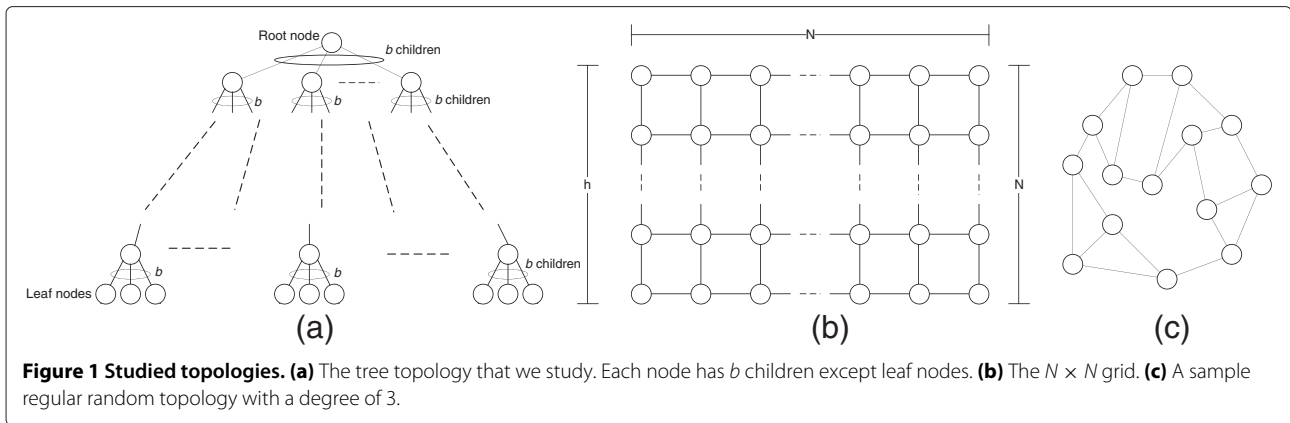 Root node
b children
b
b
b children
b
b
b children
Leaf nodes
(a)
h
N
N
(b)
(c)
Figure 1 Studied topologies. (a) The tree topology that we study. Each node has b children except leaf nodes. (b) The N × N grid. (c) A sample
regular random topology with a degree of 3.